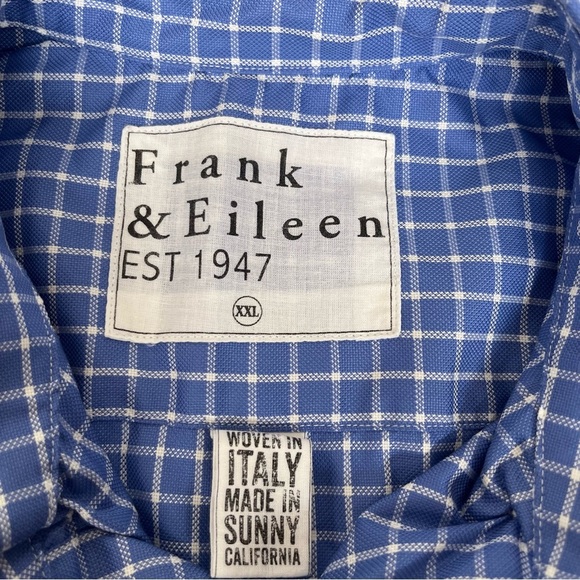 Frank
&Eileen
EST 1947
XXL
WOVEN IN
ITALY
MADE IN
SUNNY
CALIFORNIA